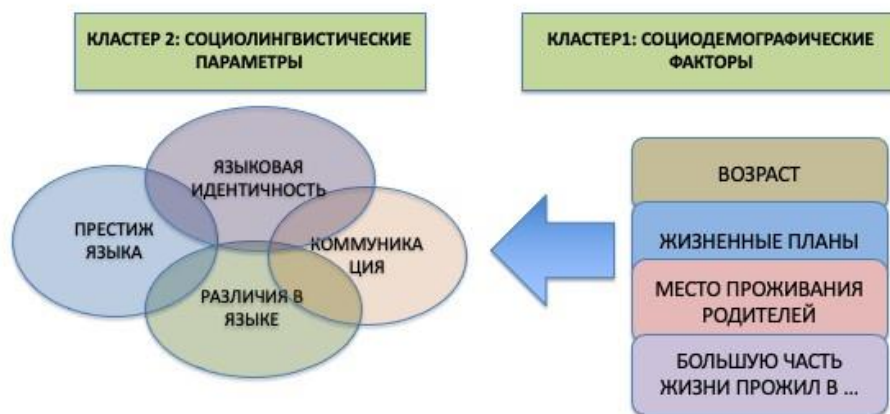 КЛАСТЕР 2: СОЦИОЛИНГВИСТИЧЕСКИЕ
ПАРАМЕТРЫ
ЯЗЫКОВАЯ
ИДЕНТИЧНОСТЬ
ПРЕСТИЖ
ЯЗЫКА
КОММУНИКА
ЦИЯ
РАЗЛИЧИЯ В
ЯЗЫКЕ
КЛАСТЕР1: СОЦИОДЕМОГРАФИЧЕСКИЕ
ФАКТОРЫ
ВОЗРАСТ
ЖИЗНЕННЫЕ ПЛАНЫ
МЕСТО ПРОЖИВАНИЯ
РОДИТЕЛЕЙ
БОЛЬШУЮ ЧАСТЬ
ЖИЗНИ ПРОЖИЛ В ...